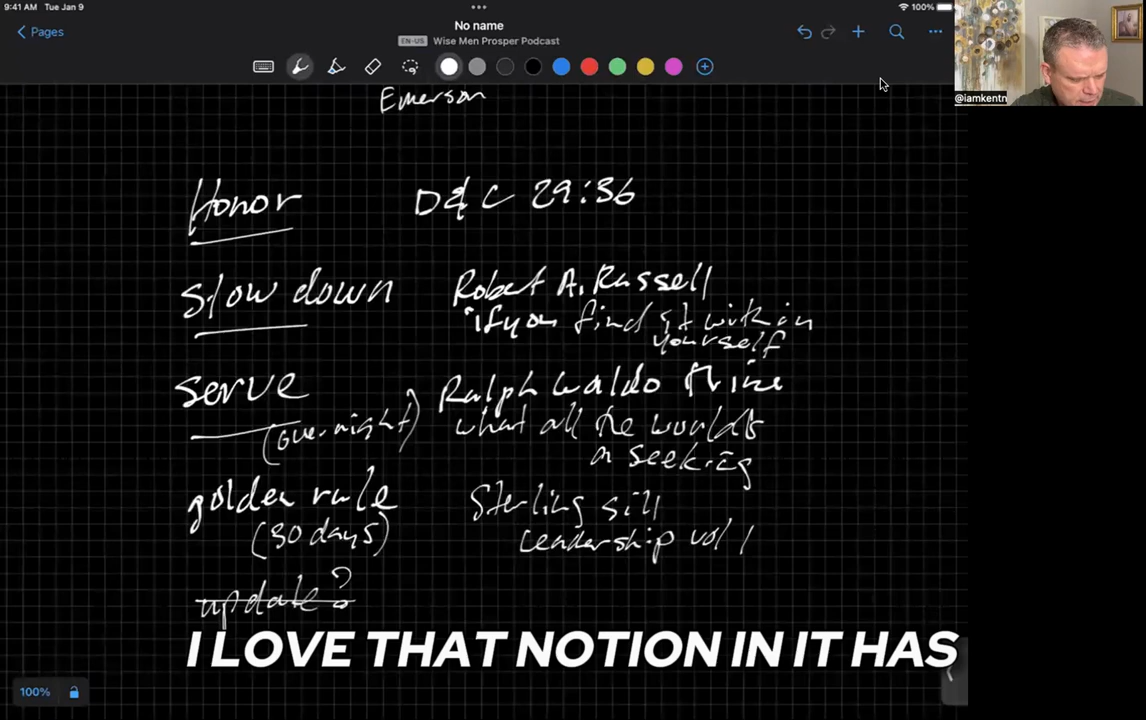 9:41 AM Tue Jan 9
100%
Pages
No name
EN-US Wise Men Prosper Podcast
@iamkentn
Emerson
Honor D&C 29:36
slow down Robert A. Russell
"if you find it within
yourself
serve Ralph Waldo Trine
(overnight) what all the world's
a seeking
golden rule Sterling Sill
(30 days) Leadership vol 1
update?
I LOVE THAT NOTION IN IT HAS
100%